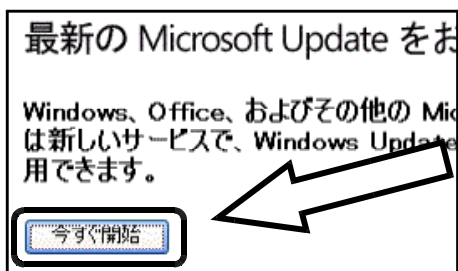 最新の Microsoft Update をお
Windows、Office、およびその他の Mic
は新しいサービスで、Windows Update
用できます。
今すぐ開始